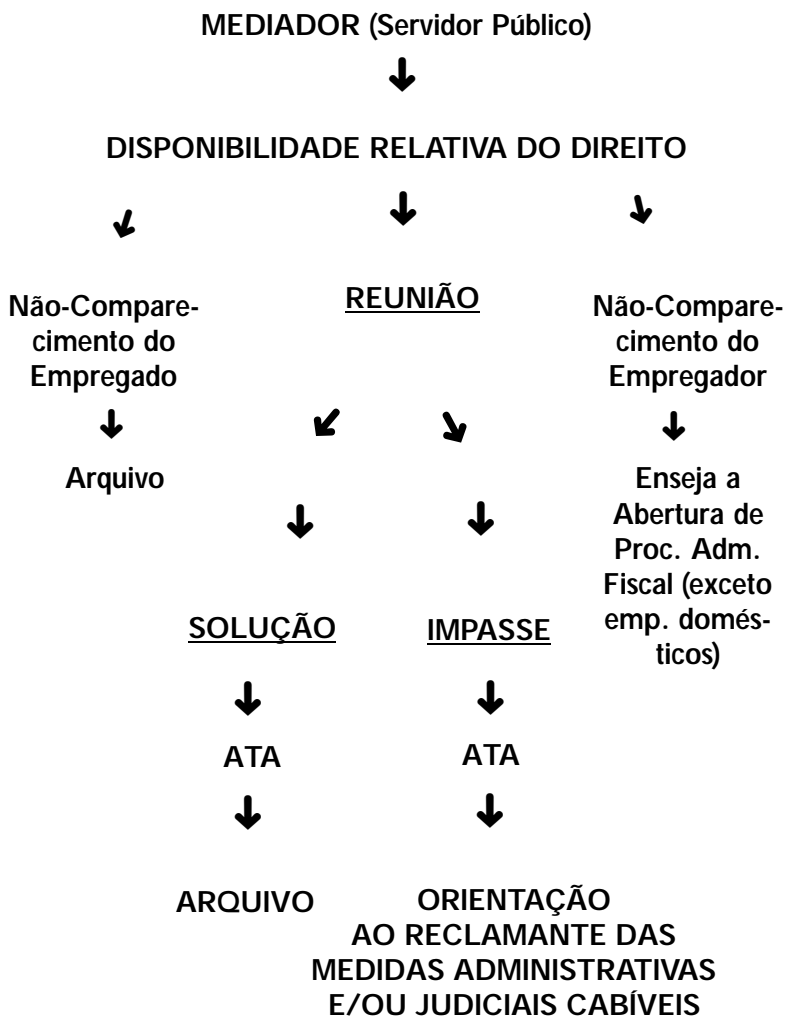 MEDIADOR (Servidor Público)
DISPONIBILIDADE RELATIVA DO DIREITO
Não-Compare-
cimento do
Empregado
Arquivo
REUNIÃO
SOLUÇÃO
ATA
ARQUIVO
IMPASSE
ATA
ORIENTAÇÃO
AO RECLAMANTE DAS
MEDIDAS ADMINISTRATIVAS
E/OU JUDICIAIS CABÍVEIS
Não-Compare-
cimento do
Empregador
Enseja a
Abertura de
Proc. Adm.
Fiscal (exceto
emp. domés-
ticos)